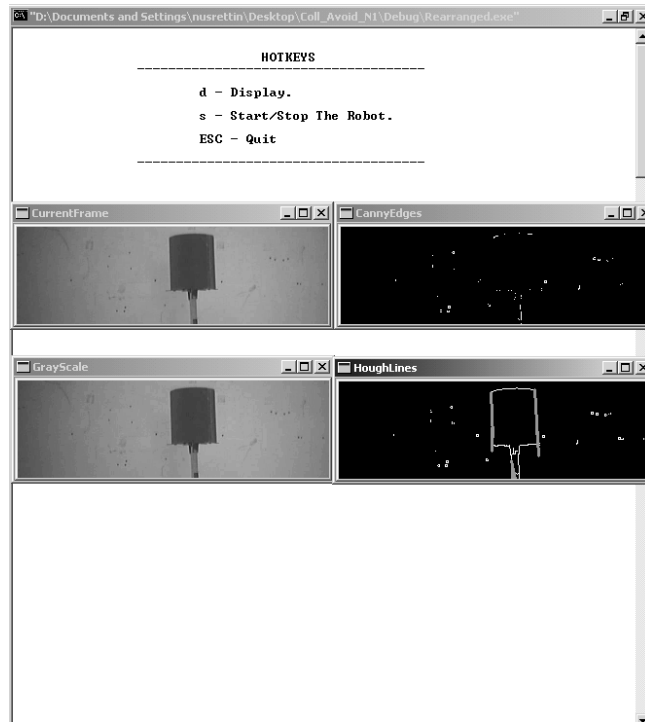 "D:\Documents and Settings\nusrettin\Desktop\Coll_Avoid_N1\Debug\Rearranged.exe"
HOTKEYS
d - Display.
s - Start/Stop The Robot.
ESC - Quit
CurrentFrame
CannyEdges
GrayScale
HoughLines